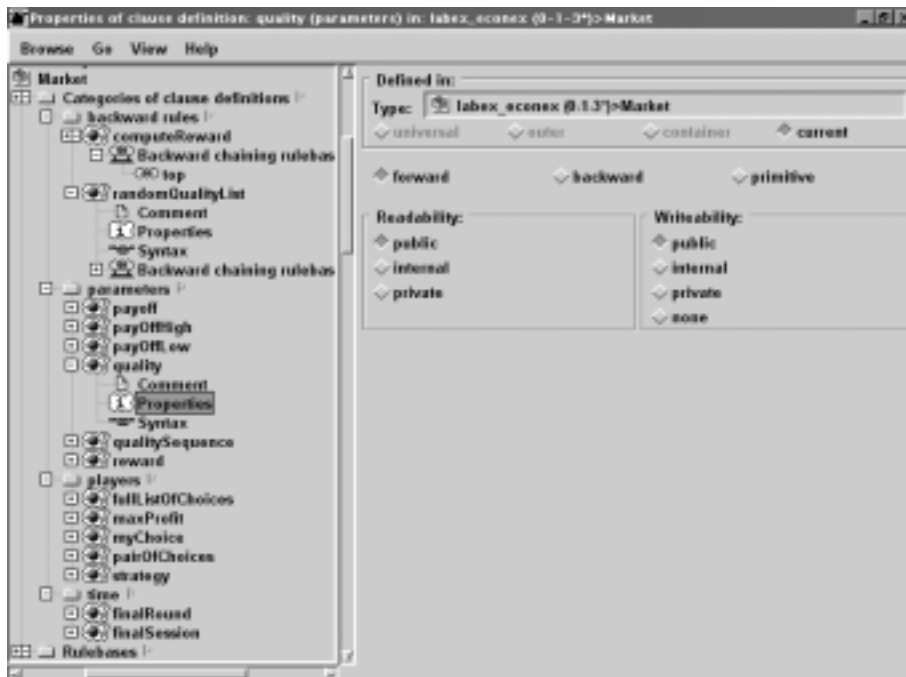 Properties of clause definition: quality (parameters) in: labex_econex (0-1-3*)>Market
Browse Go View Help
Market
Categories of clause definitions
backward rules
computeReward
Backward chaining rulebas
top
randomQualityList
Comment
Properties
Syntax
Backward chaining rulebas
parameters
payoff
payOffHigh
payOffLow
quality
Comment
Properties
Syntax
qualitySequence
reward
players
fullListOfChoices
maxProfit
myChoice
pairOfChoices
strategy
time
finalRound
finalSession
Rulebases
Defined in:
Type: labex_econex (0-1-3*)>Market
universal outer container current
forward backward primitive
Readability:
public
internal
private
Writeability:
public
internal
private
none